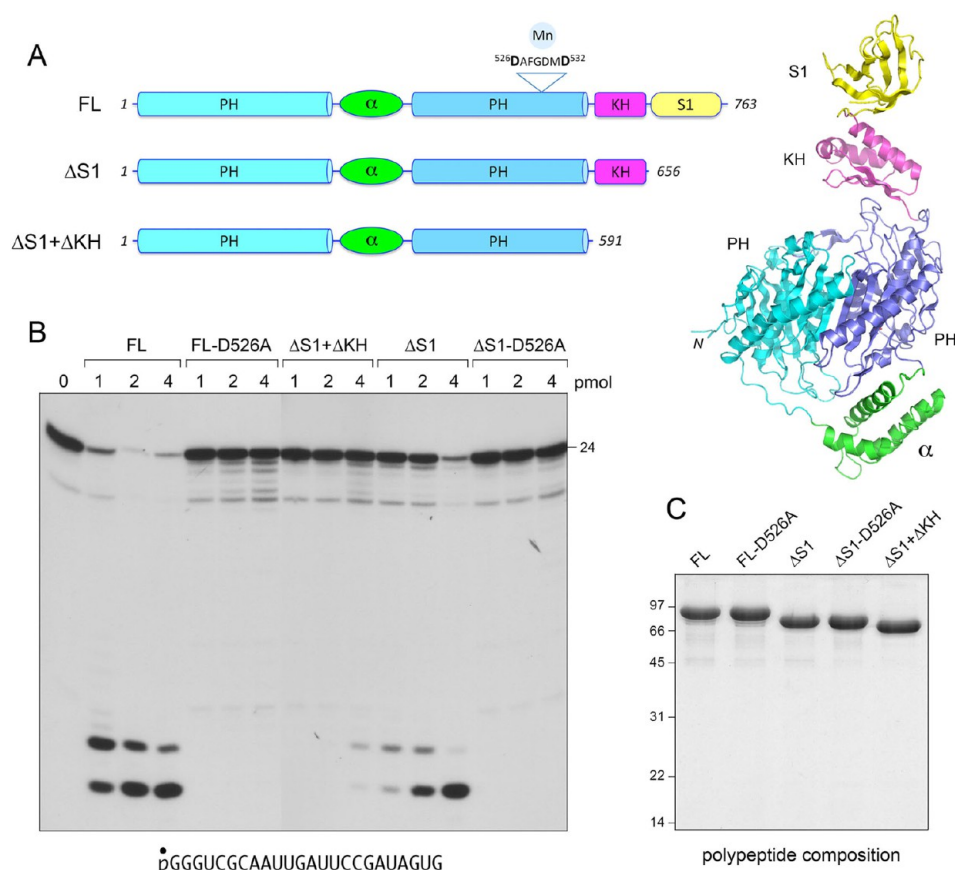 A
Mn
526DAFGDMD532
FL 1 PH α PH KH S1 763
ΔS1 1 PH α PH KH 656
ΔS1+ΔKH 1 PH α PH 591
S1
KH
PH
N
PH
α
B
FL FL-D526A ΔS1+ΔKH ΔS1 ΔS1-D526A
0 1 2 4 1 2 4 1 2 4 1 2 4 1 2 4 pmol
24
pGGGUCGCAAUUGAUUCCGAUAGUG
C
FL FL-D526A ΔS1 ΔS1-D526A ΔS1+ΔKH
97
66
45
31
22
14
polypeptide composition